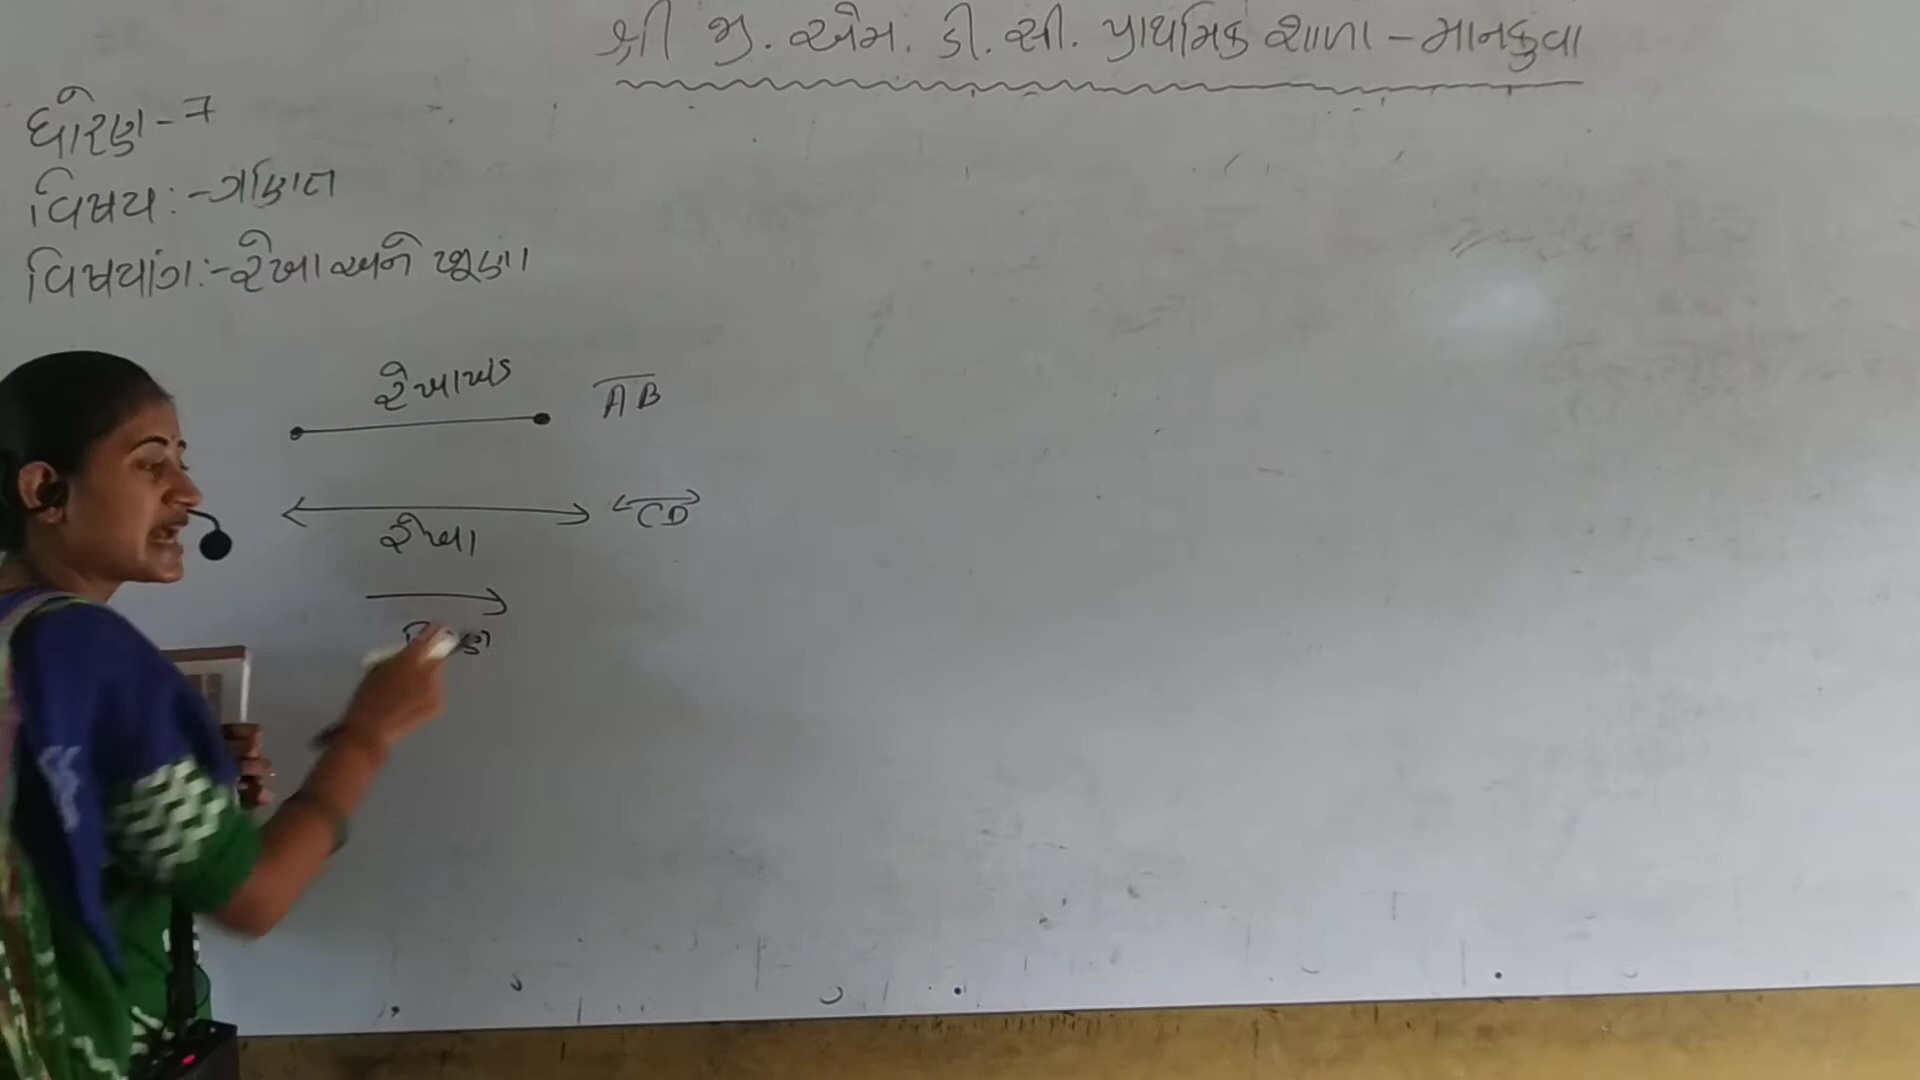 શ્રી જી. એમ. ડી. સી. પ્રાથમિક શાળા - માનકુવા
ધોરણ - 7
વિષય :- ગણિત
વિષયાંગ :- રેખા અને ખૂણા
રેખાખંડ AB
CD
રેખા